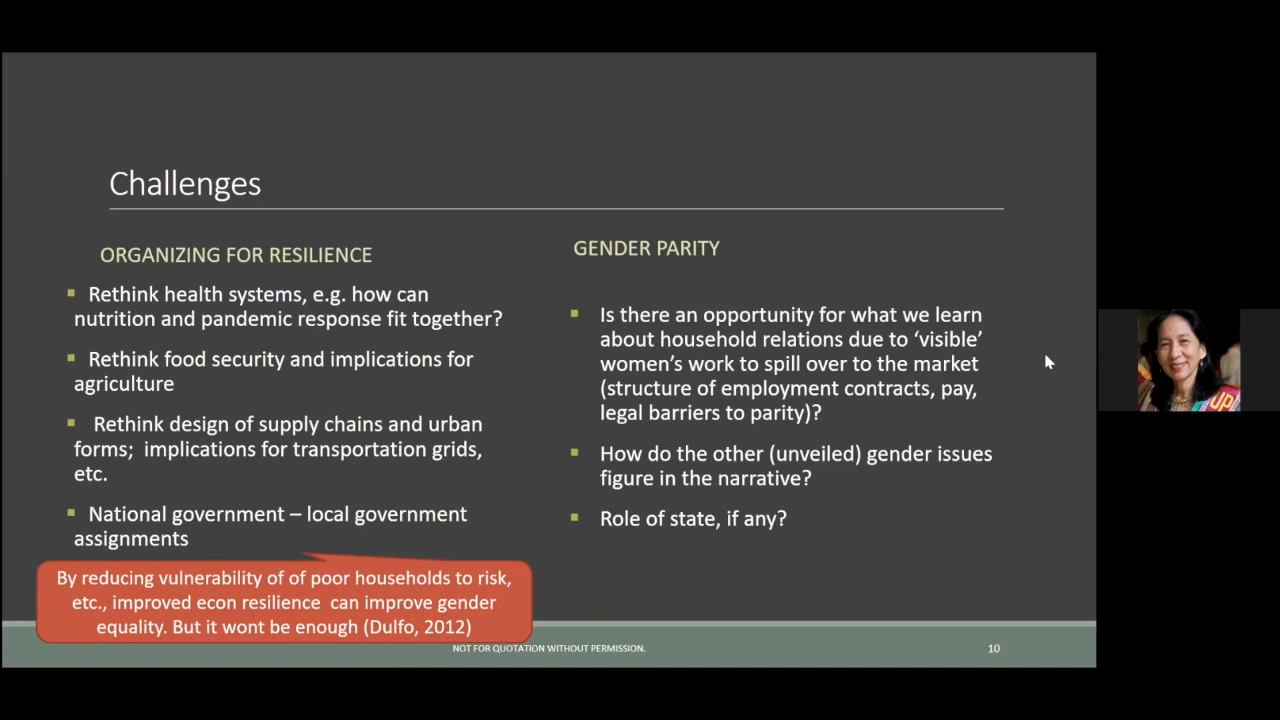 Challenges
ORGANIZING FOR RESILIENCE
Rethink health systems, e.g. how can
nutrition and pandemic response fit together?
Rethink food security and implications for
agriculture
Rethink design of supply chains and urban
forms; implications for transportation grids,
etc.
National government – local government
assignments
By reducing vulnerability of of poor households to risk,
etc., improved econ resilience can improve gender
equality. But it wont be enough (Dulfo, 2012)
GENDER PARITY
Is there an opportunity for what we learn
about household relations due to ‘visible’
women’s work to spill over to the market
(structure of employment contracts, pay,
legal barriers to parity)?
How do the other (unveiled) gender issues
figure in the narrative?
Role of state, if any?
NOT FOR QUOTATION WITHOUT PERMISSION.
10
UP